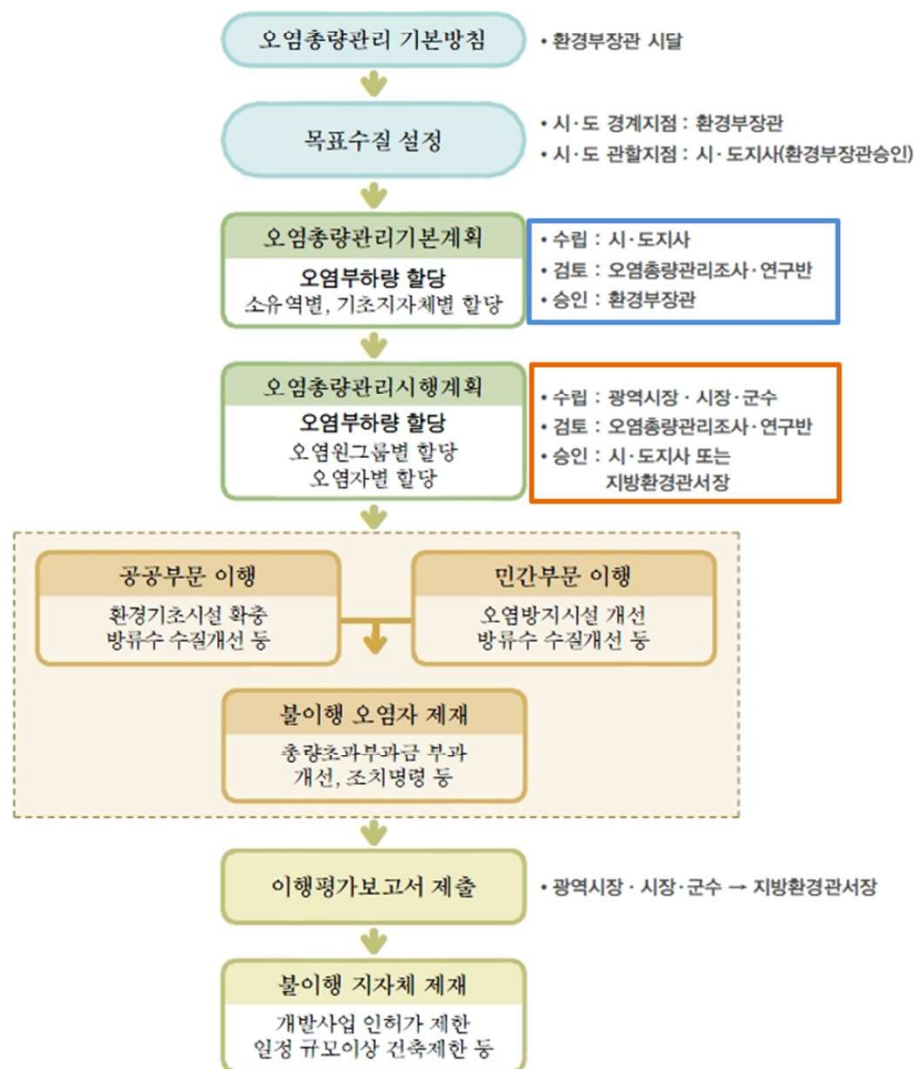 오염총량관리 기본방침
• 환경부장관 시달
목표수질 설정
• 시·도 경계지점 : 환경부장관
• 시·도 관할지점 : 시·도지사(환경부장관승인)
오염총량관리기본계획
오염부하량 할당
소유역별, 기초지자체별 할당
• 수립 : 시·도지사
• 검토 : 오염총량관리조사·연구반
• 승인 : 환경부장관
오염총량관리시행계획
오염부하량 할당
오염원그룹별 할당
오염자별 할당
• 수립 : 광역시장·시장·군수
• 검토 : 오염총량관리조사·연구반
• 승인 : 시·도지사 또는
지방환경관서장
공공부문 이행
환경기초시설 확충
방류수 수질개선 등
민간부문 이행
오염방지시설 개선
방류수 수질개선 등
불이행 오염자 제재
총량초과부과금 부과
개선, 조치명령 등
이행평가보고서 제출
• 광역시장·시장·군수 → 지방환경관서장
불이행 지자체 제재
개발사업 인허가 제한
일정 규모이상 건축제한 등